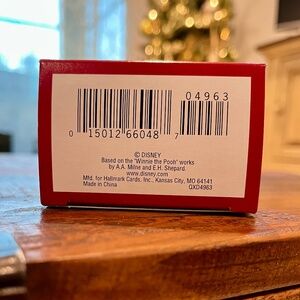 04963
0 15012 66048 7
© DISNEY
Based on the "Winnie the Pooh" works
by A.A. Milne and E.H. Shepard.
www.disney.com
Mfd. for Hallmark Cards, Inc., Kansas City, MO 64141
Made in China QXD4963